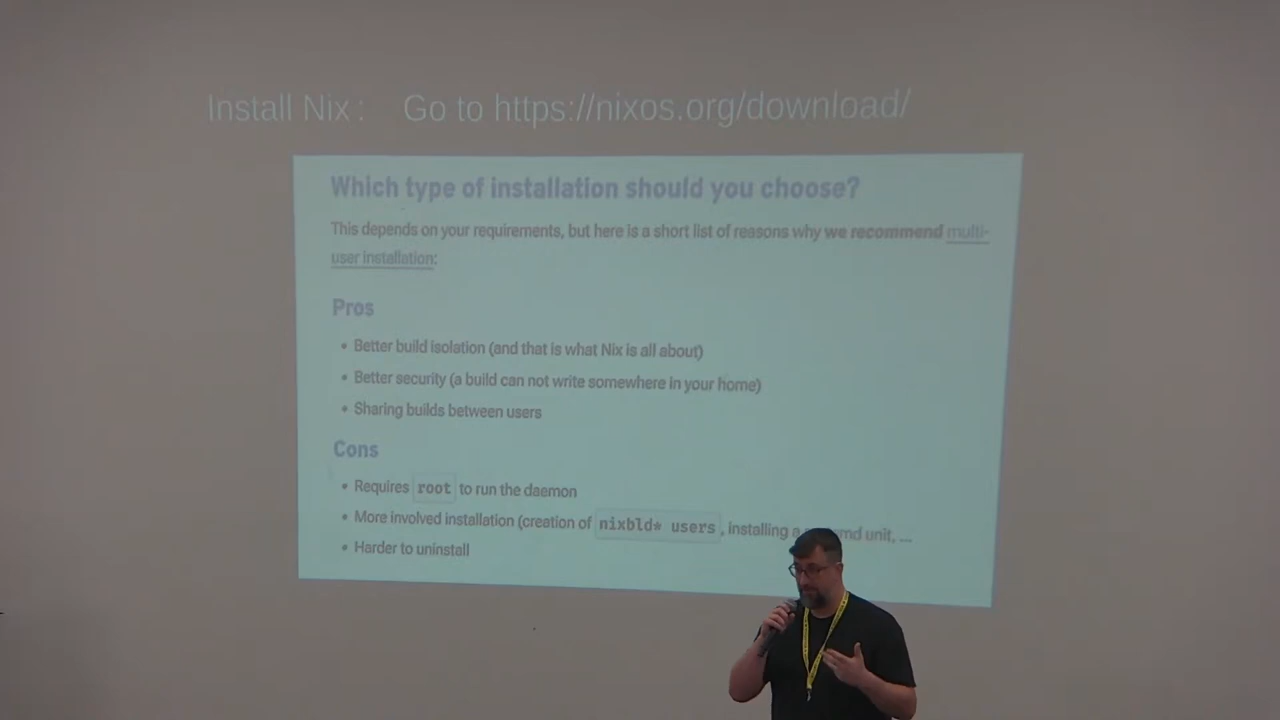 Install Nix: Go to https://nixos.org/download/
Which type of installation should you choose?
This depends on your requirements, but here is a short list of reasons why we recommend multi-
user installation:
Pros
• Better build isolation (and that is what Nix is all about)
• Better security (a build can not write somewhere in your home)
• Sharing builds between users
Cons
• Requires root to run the daemon
• More involved installation (creation of nixbld* users, installing a unit, ...
• Harder to uninstall